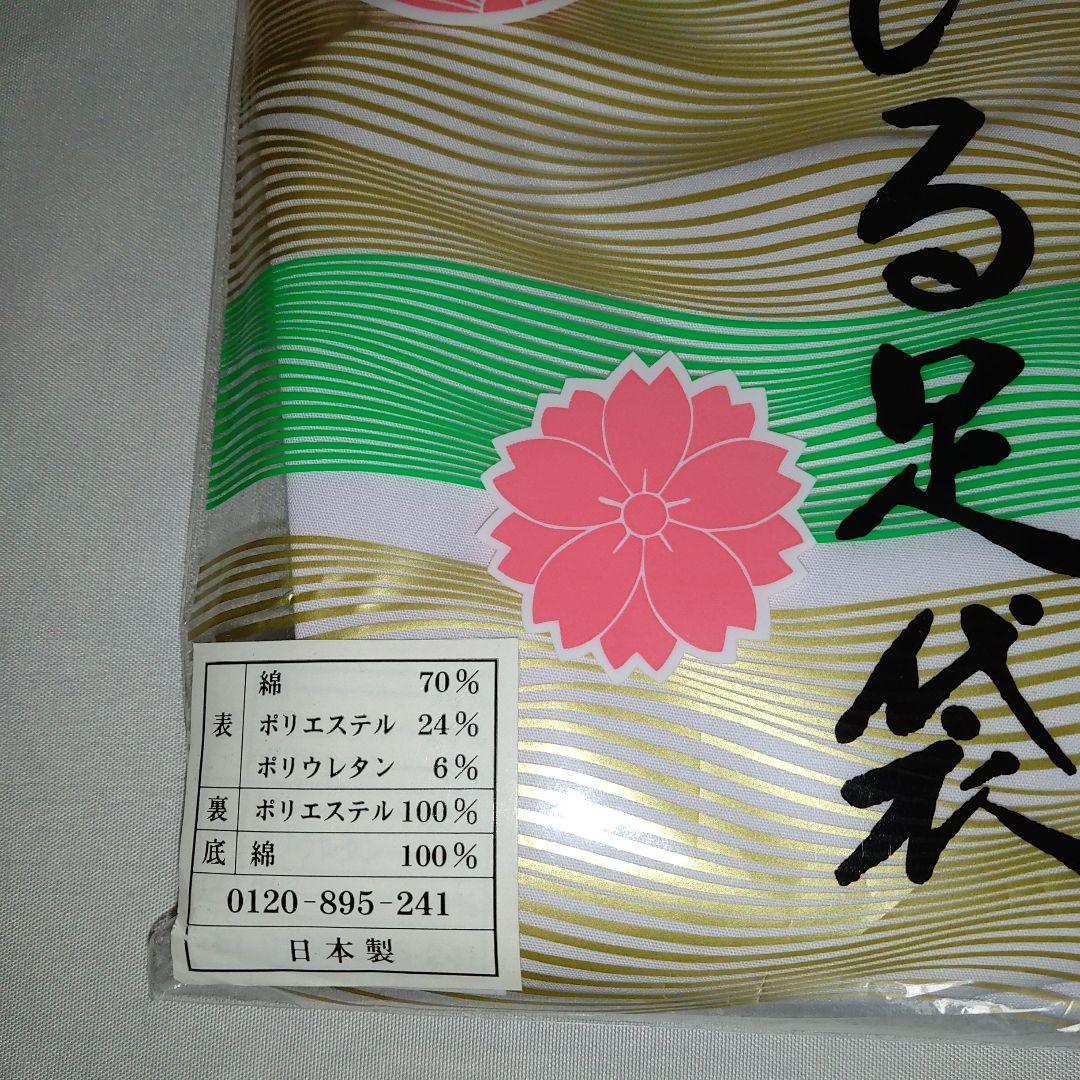 る足袋
表 綿 70%
ポリエステル 24%
ポリウレタン 6%
裏 ポリエステル 100%
底 綿 100%
0120-895-241
日本製